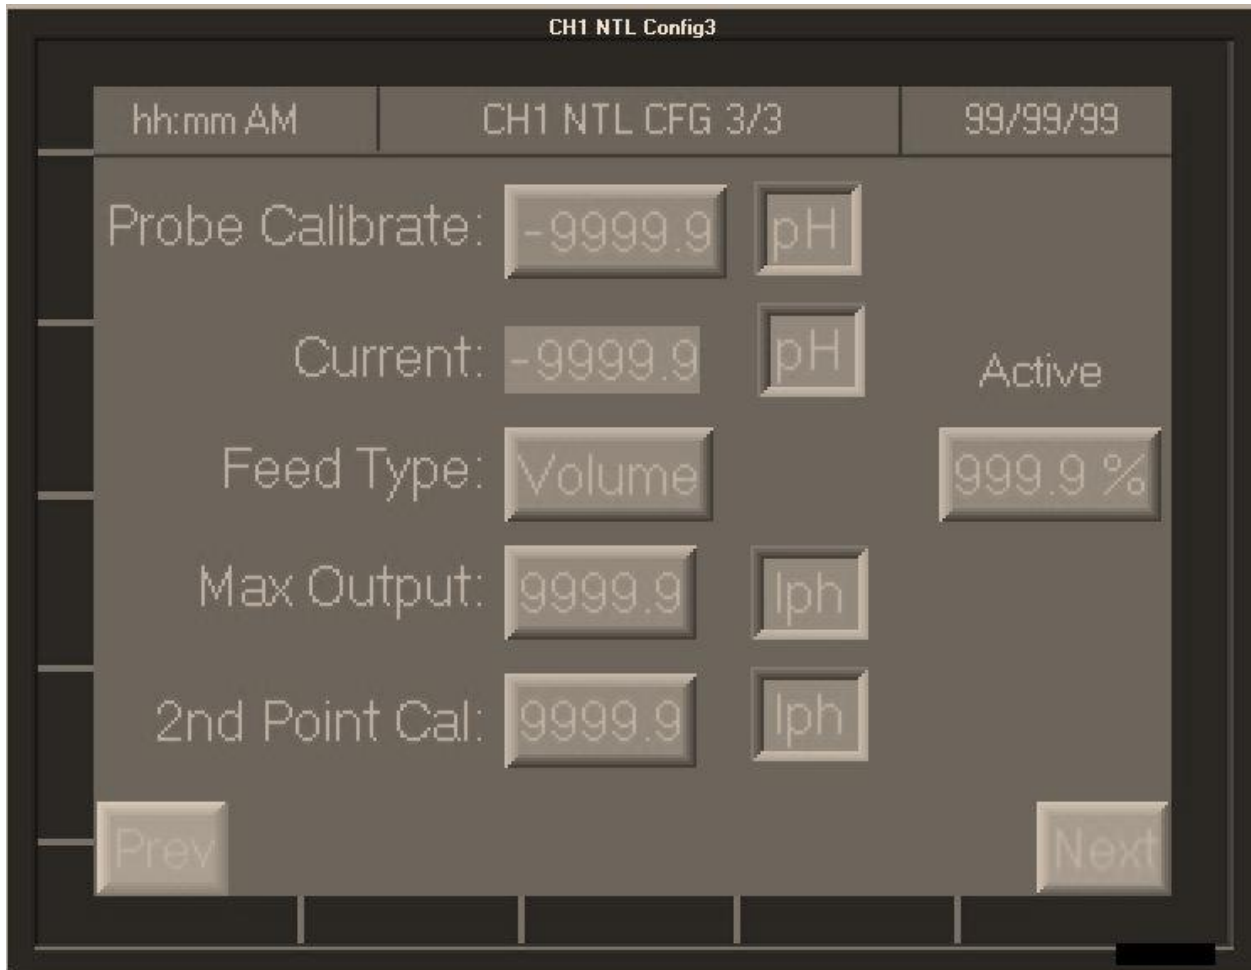 CH1 NTL Config3
hh:mm AM CH1 NTL CFG 3/3 99/99/99
Probe Calibrate: -9999.9 pH
Current: -9999.9 pH
Active
Feed Type: Volume 999.9 %
Max Output: 9999.9 lph
2nd Point Cal: 9999.9 lph
Prev Next